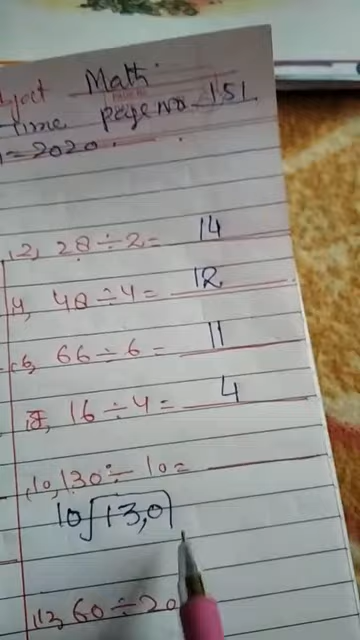 Math
time page no 151
=2020.
2, 28÷2= 14
4, 48÷4= 12
6, 66÷6= 11
8, 16÷4= 4
10, 130÷10=
10 13,0
12, 60÷20